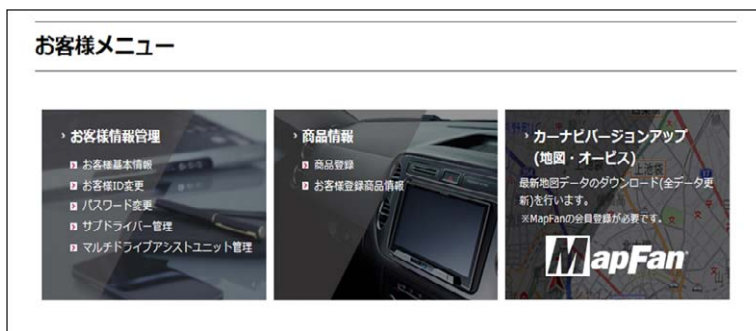 お客様メニュー
お客様情報管理
お客様基本情報
お客様ID変更
パスワード変更
サブドライバー管理
マルチドライブアシストユニット管理
商品情報
商品登録
お客様登録商品情報
カーナビバージョンアップ
(地図・オービス)
最新地図データのダウンロード(全データ更
新)を行います。
※MapFanの会員登録が必要です。
MapFan
上池袋